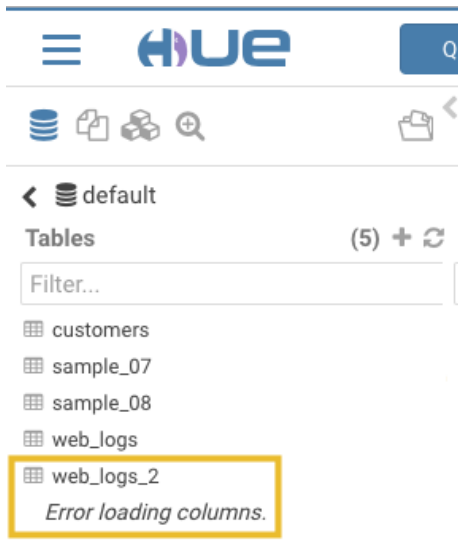 HUE
Q
default
Tables (5)
Filter...
customers
sample_07
sample_08
web_logs
web_logs_2
Error loading columns.